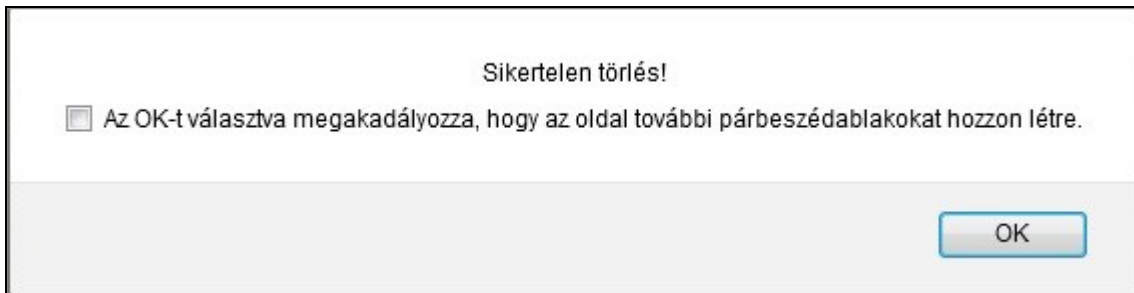 Sikertelen törlés!
Az OK-t választva megakadályozza, hogy az oldal további párbeszédablakokat hozzon létre.
OK